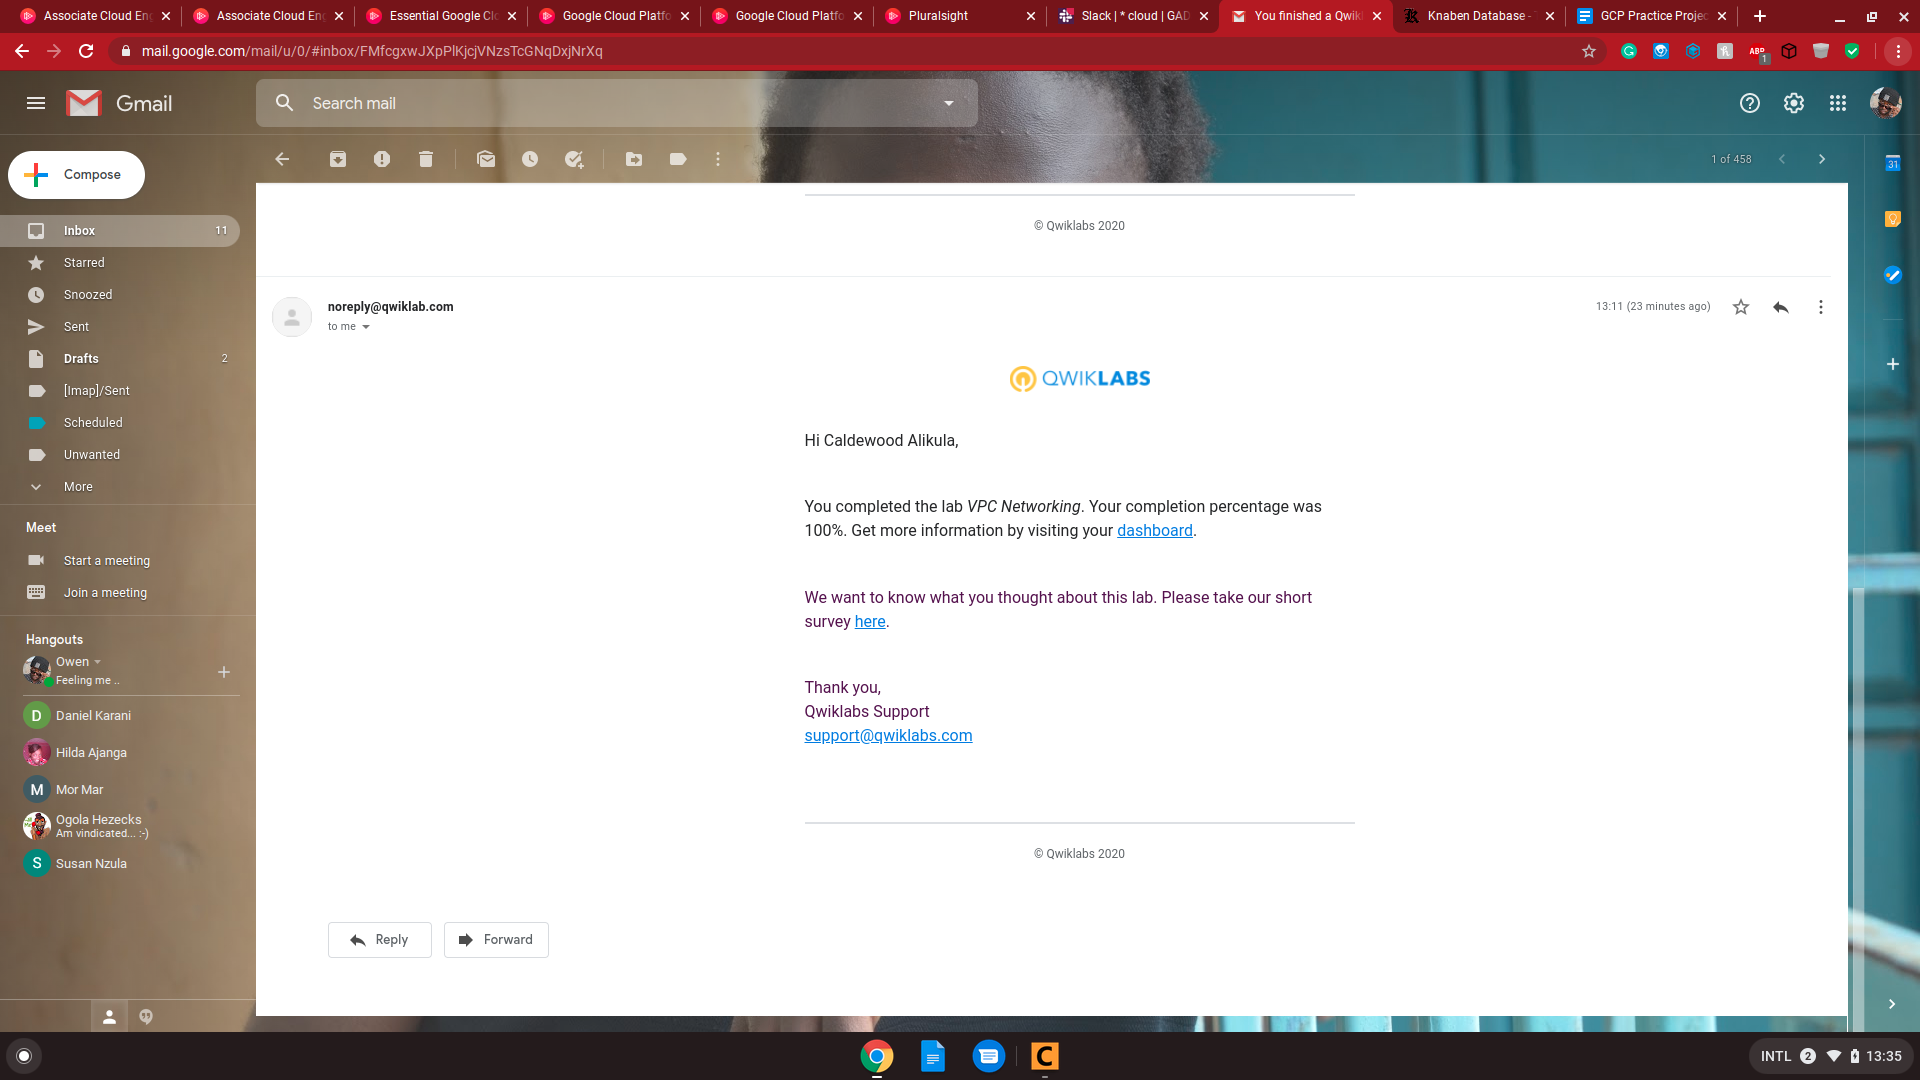 Associate Cloud Eng
Associate Cloud Eng
Essential Google Clo
Google Cloud Platfo
Google Cloud Platfo
Pluralsight
Slack | * cloud | GAD
You finished a Qwikl
Knaben Database - T
GCP Practice Projec
mail.google.com/mail/u/0/#inbox/FMfcgxwJXpPlKjcjVNzsTcGNqDxjNrXq
ABP
1
Gmail
Search mail
Compose
1 of 458
31
Inbox 11
Starred
Snoozed
Sent
Drafts 2
[Imap]/Sent
Scheduled
Unwanted
More
Meet
Start a meeting
Join a meeting
Hangouts
Owen
Feeling me ..
D Daniel Karani
Hilda Ajanga
M Mor Mar
Ogola Hezecks
Am vindicated... :-)
S Susan Nzula
© Qwiklabs 2020
noreply@qwiklab.com
to me
13:11 (23 minutes ago)
QWIKLABS
Hi Caldewood Alikula,
You completed the lab VPC Networking. Your completion percentage was
100%. Get more information by visiting your dashboard.
We want to know what you thought about this lab. Please take our short
survey here.
Thank you,
Qwiklabs Support
support@qwiklabs.com
© Qwiklabs 2020
Reply
Forward
C
INTL 2 13:35